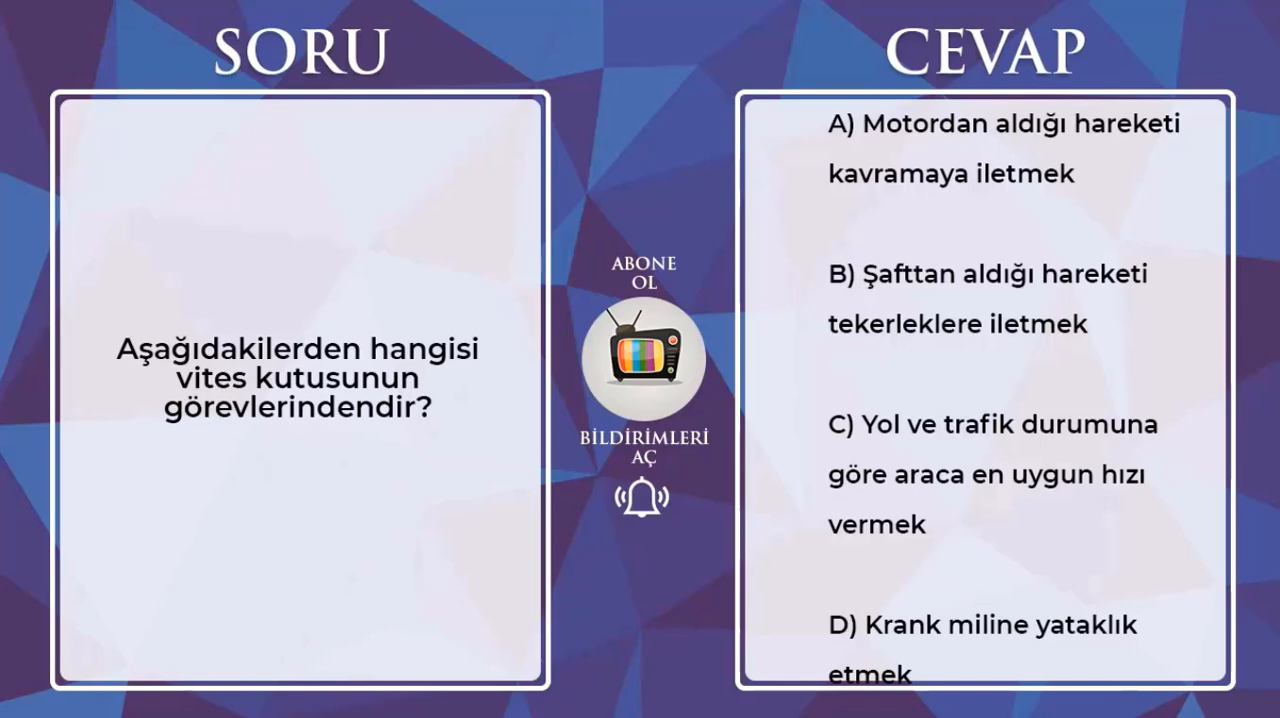 SORU
Aşağıdakilerden hangisi
vites kutusunun
görevlerindendir?
ABONE
OL
BİLDİRİMLERİ
AÇ
CEVAP
A) Motordan aldığı hareketi
kavramaya iletmek
B) Şafttan aldığı hareketi
tekerleklere iletmek
C) Yol ve trafik durumuna
göre araca en uygun hızı
vermek
D) Krank miline yataklık
etmek